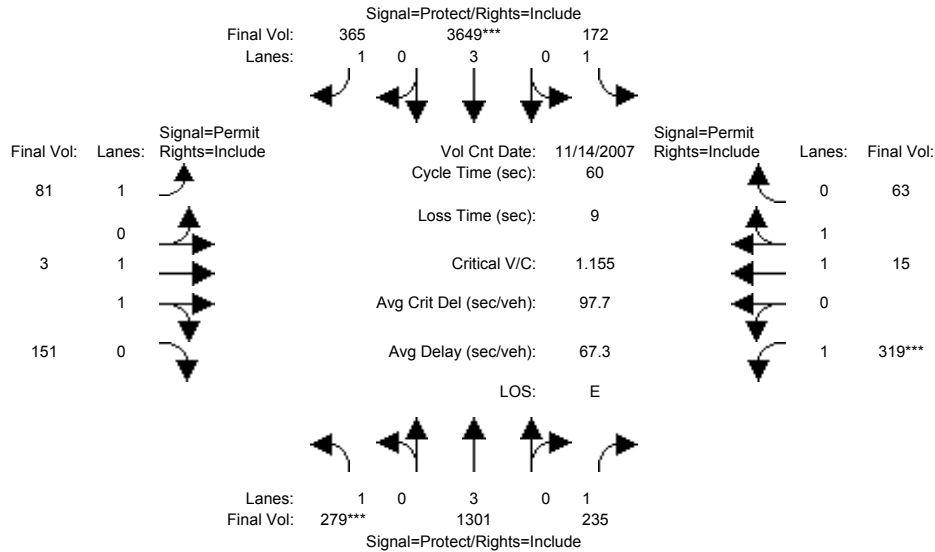 Signal=Protect/Rights=Include
Final Vol: 365 3649*** 172
Lanes: 1 0 3 0 1
Signal=Permit Signal=Permit
Final Vol: Lanes: Rights=Include Vol Cnt Date: 11/14/2007 Rights=Include Lanes: Final Vol:
Cycle Time (sec): 60
81 1 0 63
Loss Time (sec): 9
0 1
3 1 Critical V/C: 1.155 1 15
1 Avg Crit Del (sec/veh): 97.7 0
151 0 Avg Delay (sec/veh): 67.3 1 319***
LOS: E
Lanes: 1 0 3 0 1
Final Vol: 279*** 1301 235
Signal=Protect/Rights=Include